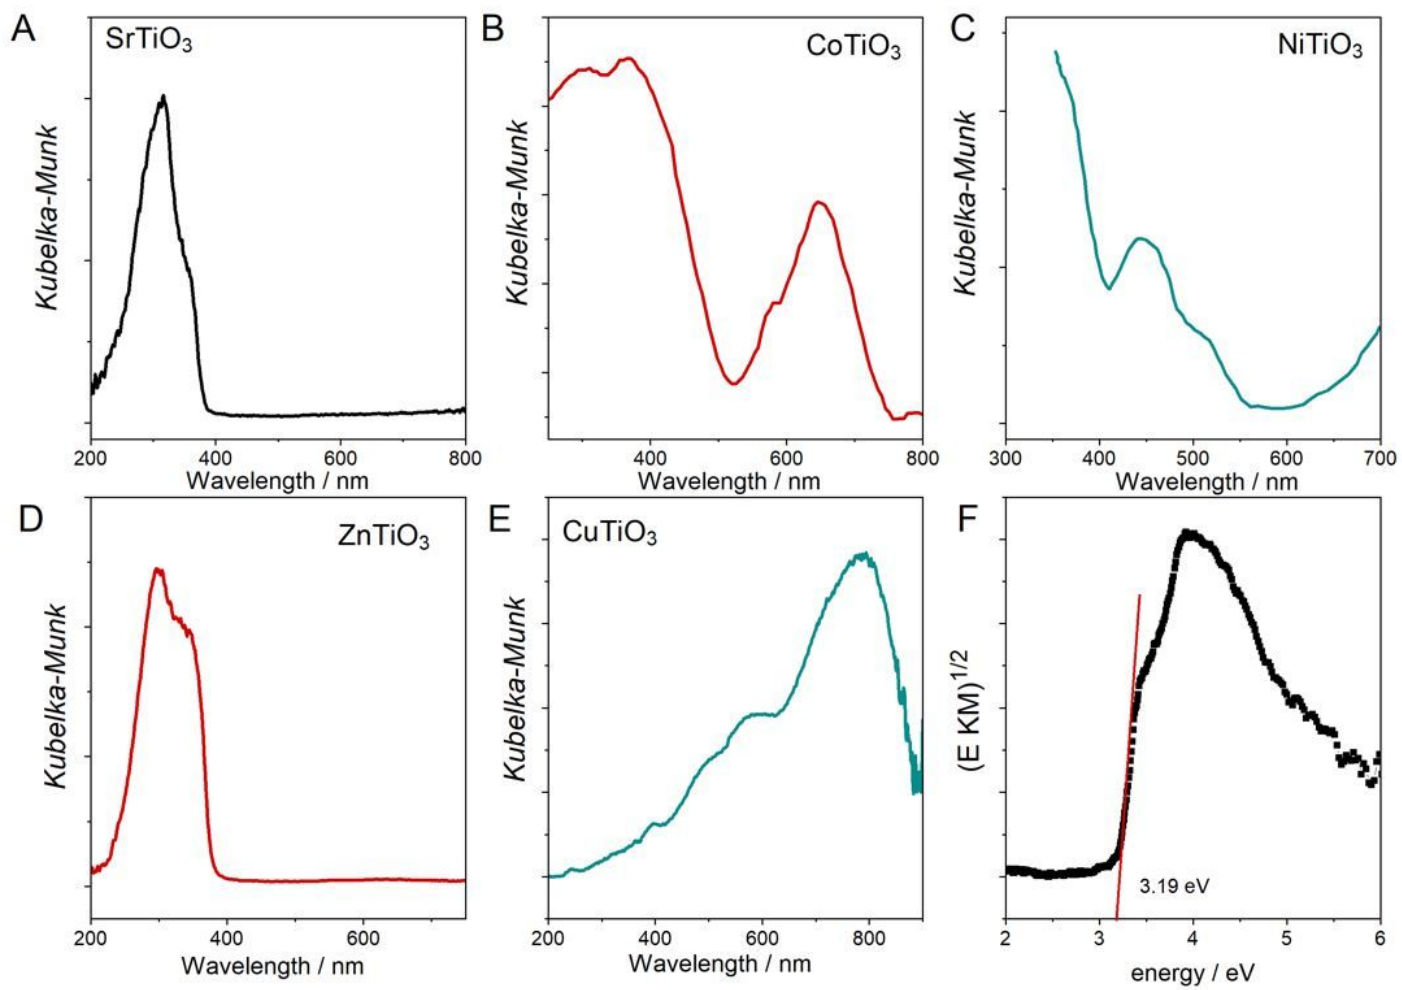 A
SrTiO₃
Kubelka-Munk
200 400 600 800
Wavelength / nm
B
CoTiO₃
Kubelka-Munk
400 600 800
Wavelength / nm
C
NiTiO₃
Kubelka-Munk
300 400 500 600 700
Wavelength / nm
D
ZnTiO₃
Kubelka-Munk
200 400 600
Wavelength / nm
E
CuTiO₃
Kubelka-Munk
200 400 600 800
Wavelength / nm
F
(E KM)¹ᐟ²
3.19 eV
2 3 4 5 6
energy / eV